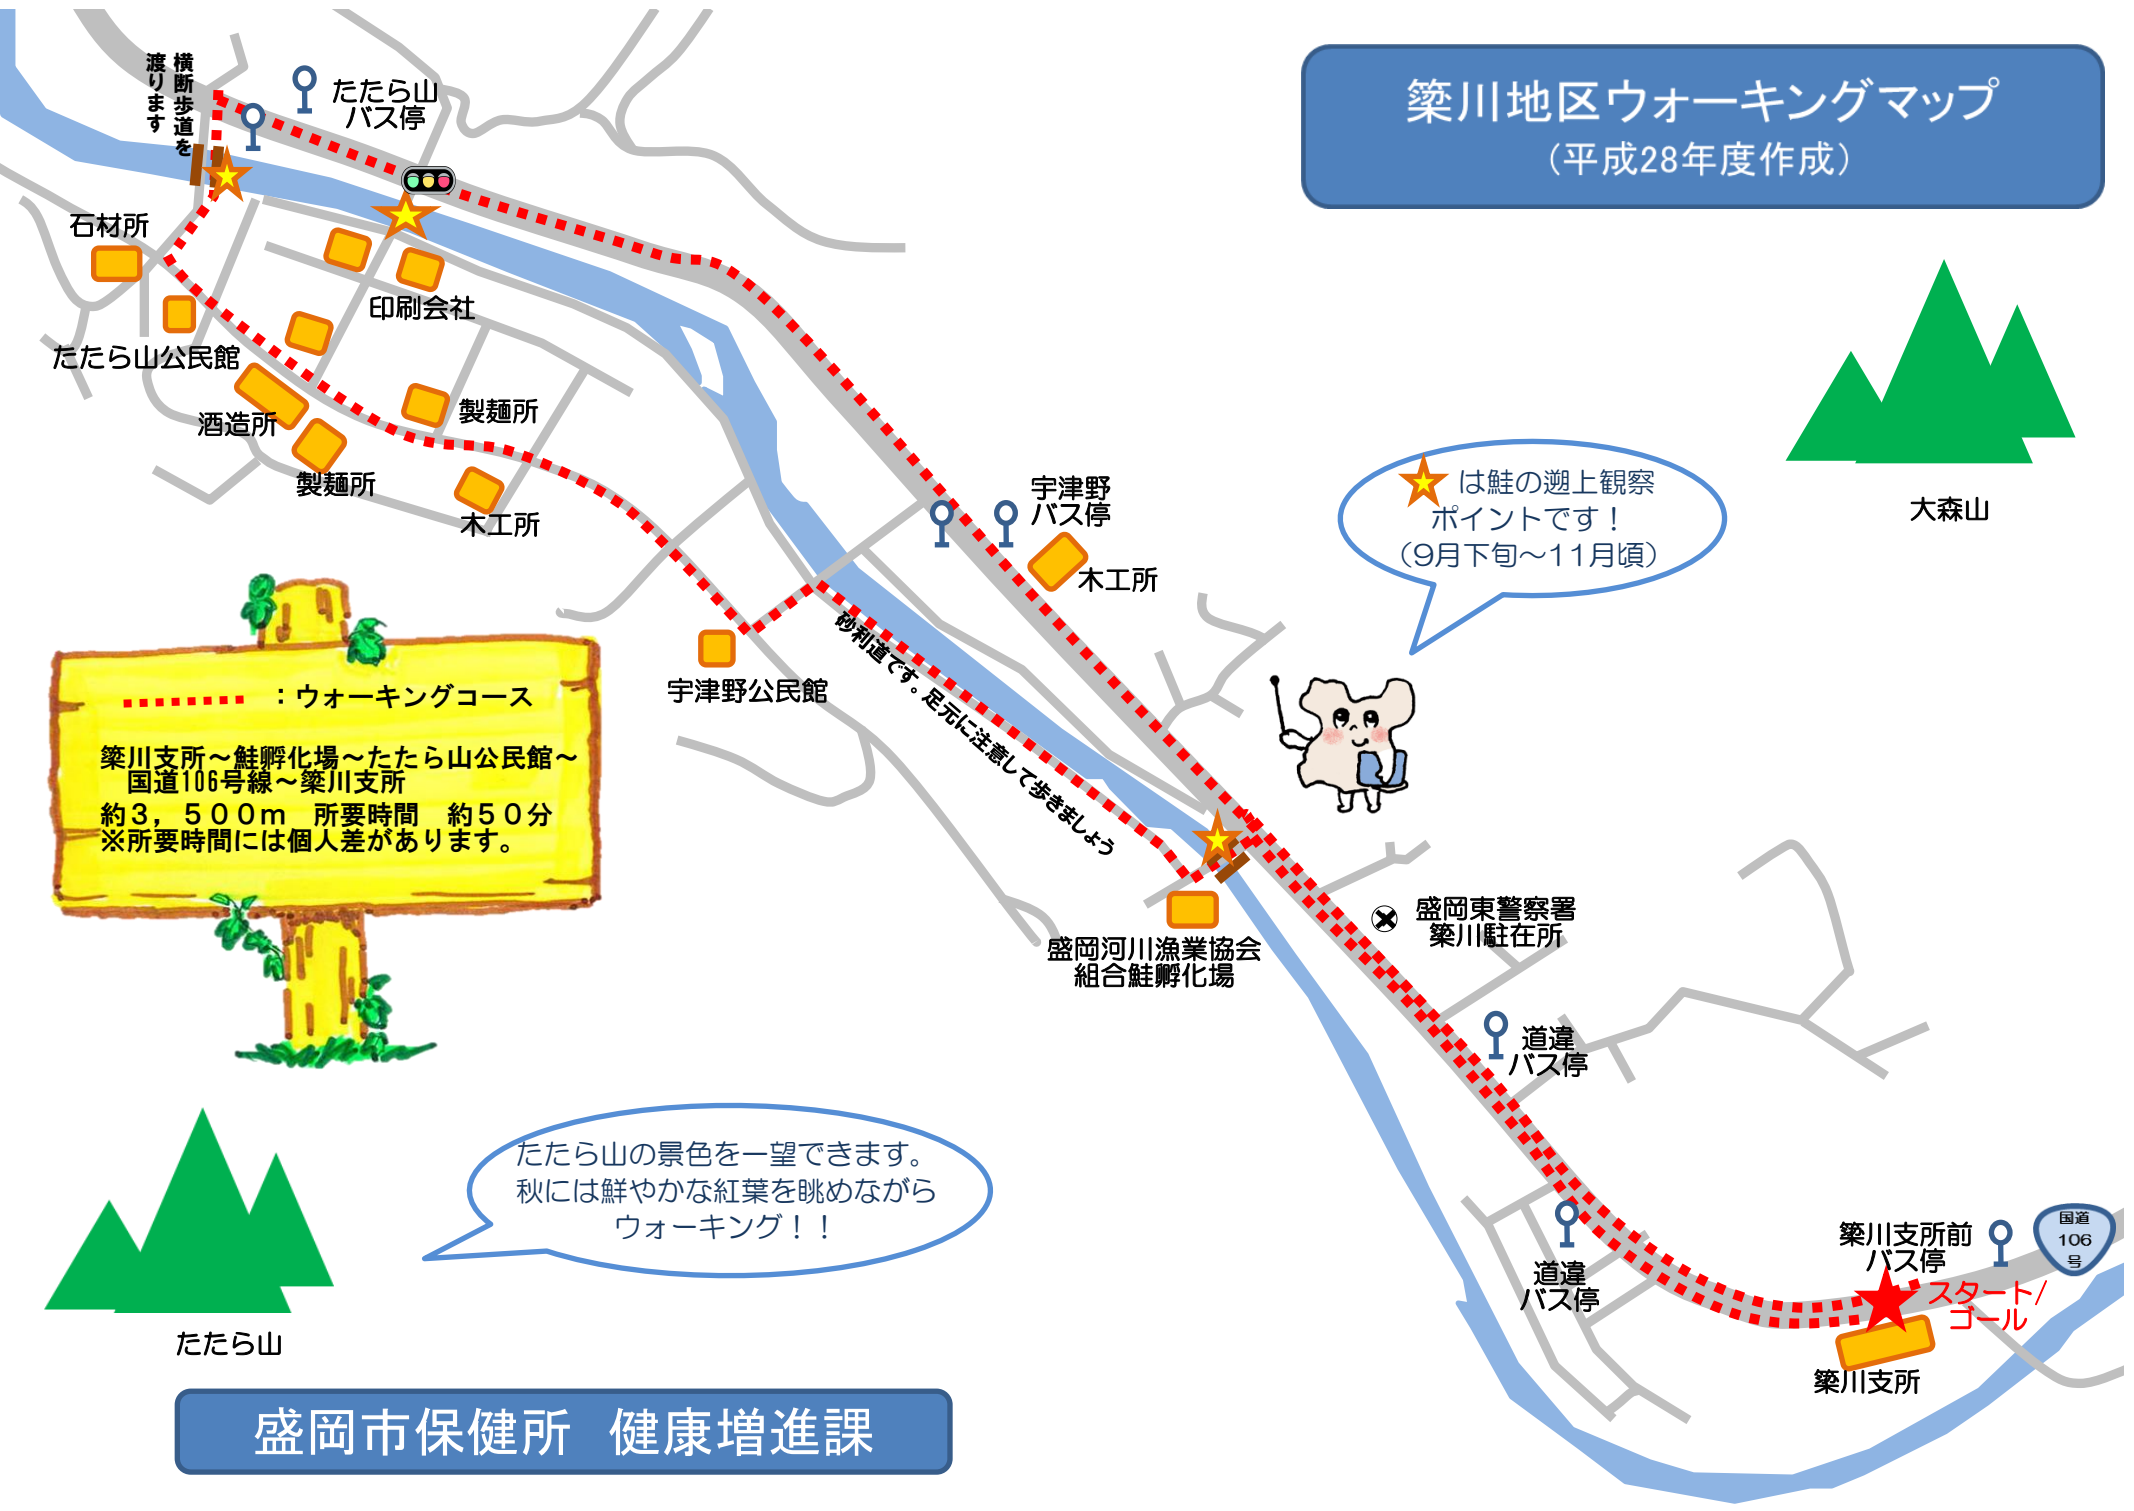 簗川地区ウォーキングマップ
（平成28年度作成）
横断歩道を
渡ります
たたら山
バス停
石材所
印刷会社
たたら山公民館
酒造所
製麺所
製麺所
木工所
宇津野
バス停
木工所
は鮭の遡上観察
ポイントです！
（9月下旬～11月頃）
大森山
：ウォーキングコース
簗川支所～鮭孵化場～たたら山公民館～
国道106号線～簗川支所
約３，５００ｍ　所要時間　約５０分
※所要時間には個人差があります。
宇津野公民館
砂利道です。足元に注意して歩きましょう
盛岡河川漁業協会
組合鮭孵化場
盛岡東警察署
簗川駐在所
道違
バス停
道違
バス停
簗川支所前
バス停
国道
106
号
スタート/
ゴール
簗川支所
たたら山の景色を一望できます。
秋には鮮やかな紅葉を眺めながら
ウォーキング！！
たたら山
盛岡市保健所　健康増進課